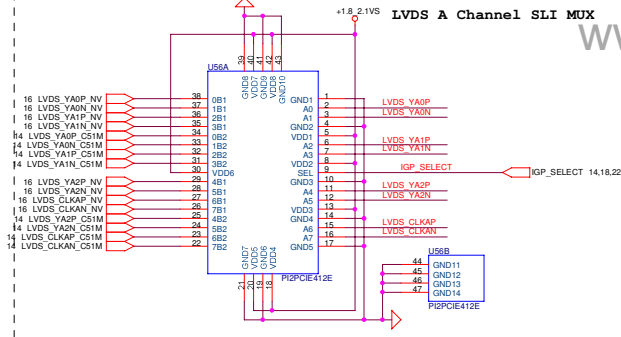 +1.8_2.1VS
LVDS A Channel SLI MUX
39 40 41 42 43
U56A
GND8 VDD7 GND9 VDD8 GND10
16 LVDS_YA0P_NV 38 0B1 GND1 1
16 LVDS_YA0N_NV 37 1B1 A0 2 LVDS_YA0P
16 LVDS_YA1P_NV 36 2B1 A1 3 LVDS_YA0N
16 LVDS_YA1N_NV 35 3B1 GND2 4
14 LVDS_YA0P_C51M 34 0B2 VDD1 5
14 LVDS_YA0N_C51M 33 1B2 A2 6 LVDS_YA1P
14 LVDS_YA1P_C51M 32 2B2 A3 7 LVDS_YA1N
14 LVDS_YA1N_C51M 31 3B2 VDD2 8
30 VDD6 SEL 9 IGP_SELECT IGP_SELECT 14,18,22
16 LVDS_YA2P_NV 29 4B1 GND3 10
16 LVDS_YA2N_NV 28 5B1 A4 11 LVDS_YA2P
16 LVDS_CLKAP_NV 27 6B1 A5 12 LVDS_YA2N
16 LVDS_CLKAN_NV 26 7B1 VDD3 13
14 LVDS_YA2P_C51M 25 4B2 GND4 14
14 LVDS_YA2N_C51M 24 5B2 A6 15 LVDS_CLKAP
14 LVDS_CLKAP_C51M 23 6B2 A7 16 LVDS_CLKAN
14 LVDS_CLKAN_C51M 22 7B2 GND5 17
GND7 VDD5 GND6 VDD4
21 20 19 18
PI2PCIE412E
U56B
44 GND11
45 GND12
46 GND13
47 GND14
PI2PCIE412E